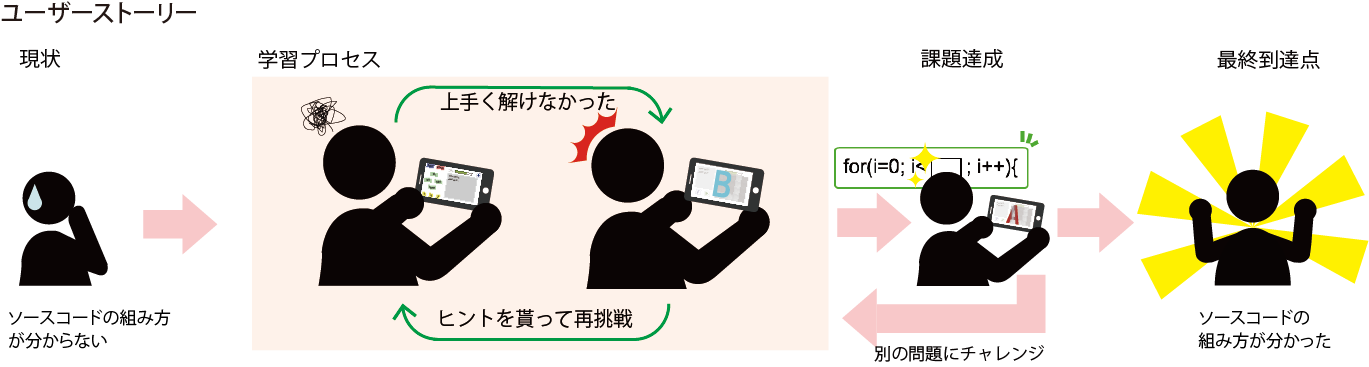 ユーザーストーリー
現状
学習プロセス
課題達成
最終到達点
上手く解けなかった
B
for(i=0; i< ; i++){
A
ソースコードの組み方
が分からない
ヒントを貰って再挑戦
別の問題にチャレンジ
ソースコードの
組み方が分かった